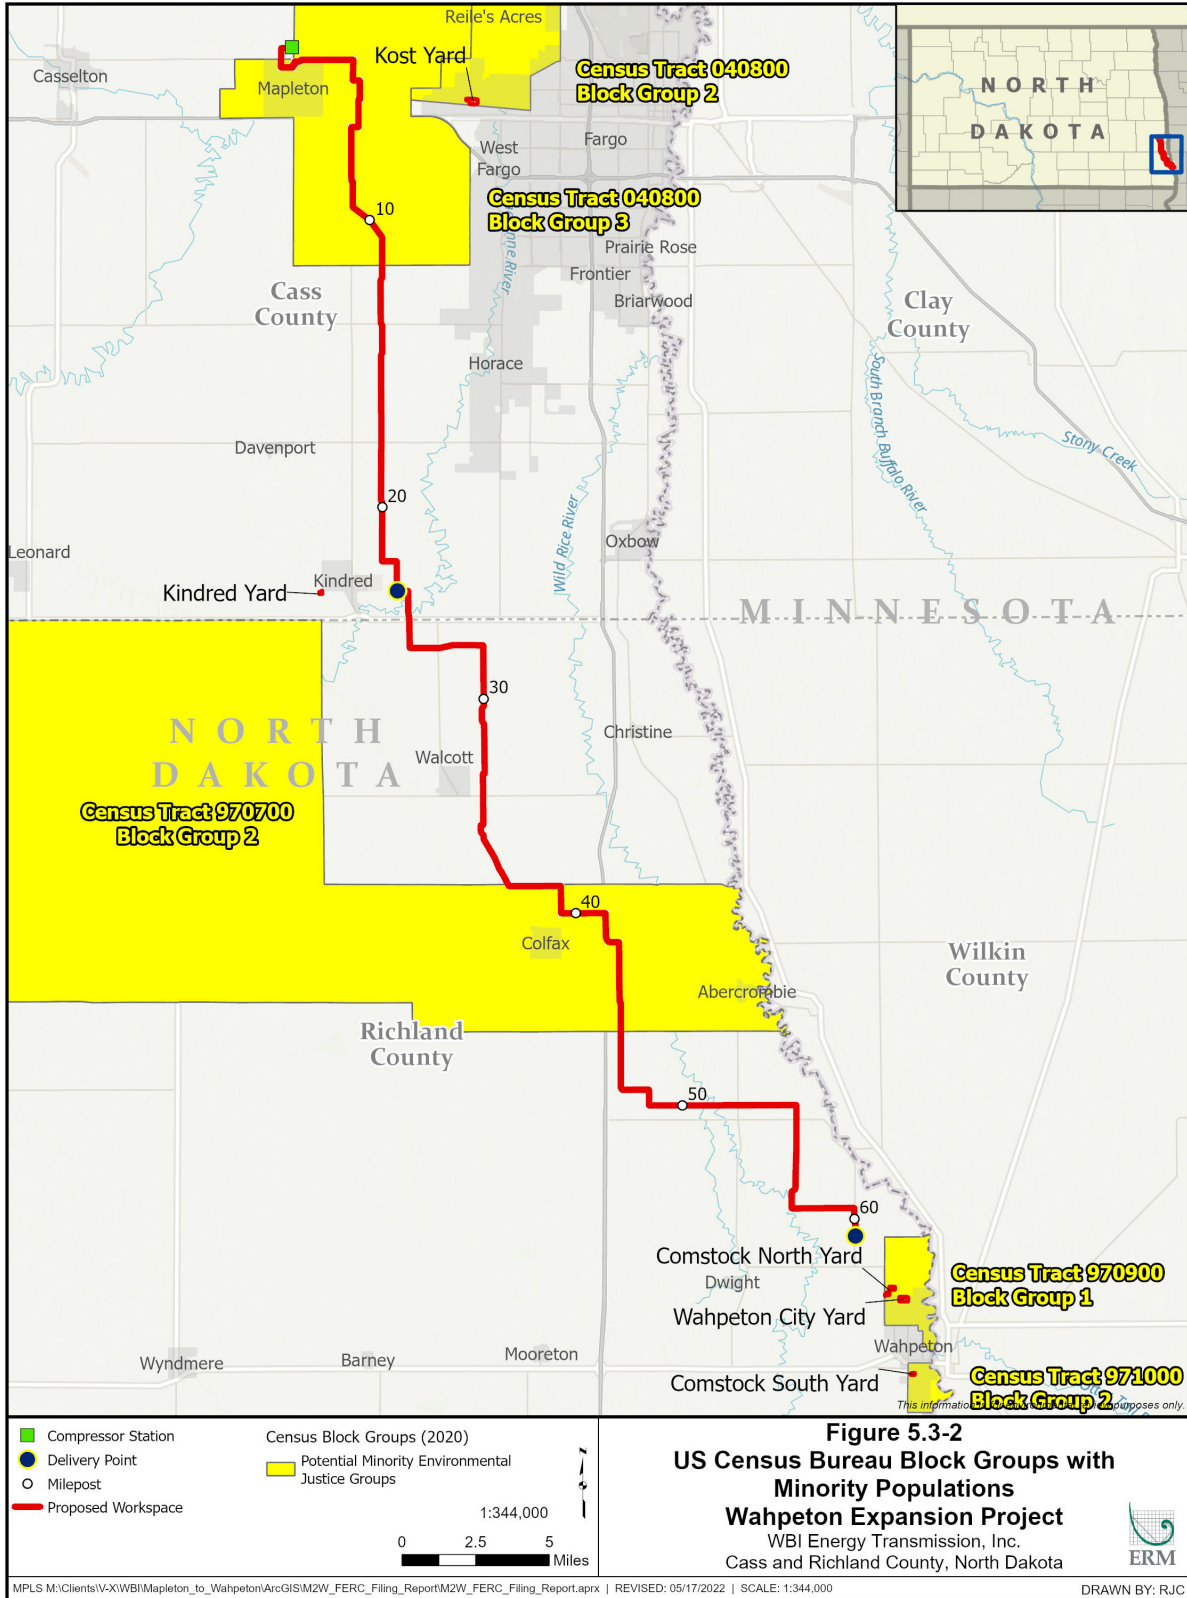 Reile's Acres
Kost Yard
Casselton
Mapleton
Census Tract 040800
Block Group 2
NORTH
DAKOTA
Fargo
West
Fargo
Census Tract 040800
Block Group 3
10
Prairie Rose
Frontier
Briarwood
Cass
County
Clay
County
Horace
South Branch Buffalo River
Davenport
Stony Creek
20
Wild Rice River
Oxbow
Leonard
Kindred
Kindred Yard
MINNESOTA
30
NORTH
DAKOTA
Christine
Walcott
Census Tract 970700
Block Group 2
40
Colfax
Wilkin
County
Abercrombie
Richland
County
50
60
Comstock North Yard
Dwight
Census Tract 970900
Block Group 1
Wahpeton City Yard
Wahpeton
Wyndmere
Barney
Mooreton
Comstock South Yard
Census Tract 971000
Block Group 2
Compressor Station
Delivery Point
Milepost
Proposed Workspace
Census Block Groups (2020)
Potential Minority Environmental
Justice Groups
1:344,000
0 2.5 5
Miles
Figure 5.3-2
US Census Bureau Block Groups with
Minority Populations
Wahpeton Expansion Project
WBI Energy Transmission, Inc.
Cass and Richland County, North Dakota
ERM
MPLS M:\Clients\V-X\WBI\Mapleton_to_Wahpeton\ArcGIS\M2W_FERC_Filing_Report\M2W_FERC_Filing_Report.aprx | REVISED: 05/17/2022 | SCALE: 1:344,000
DRAWN BY: RJC